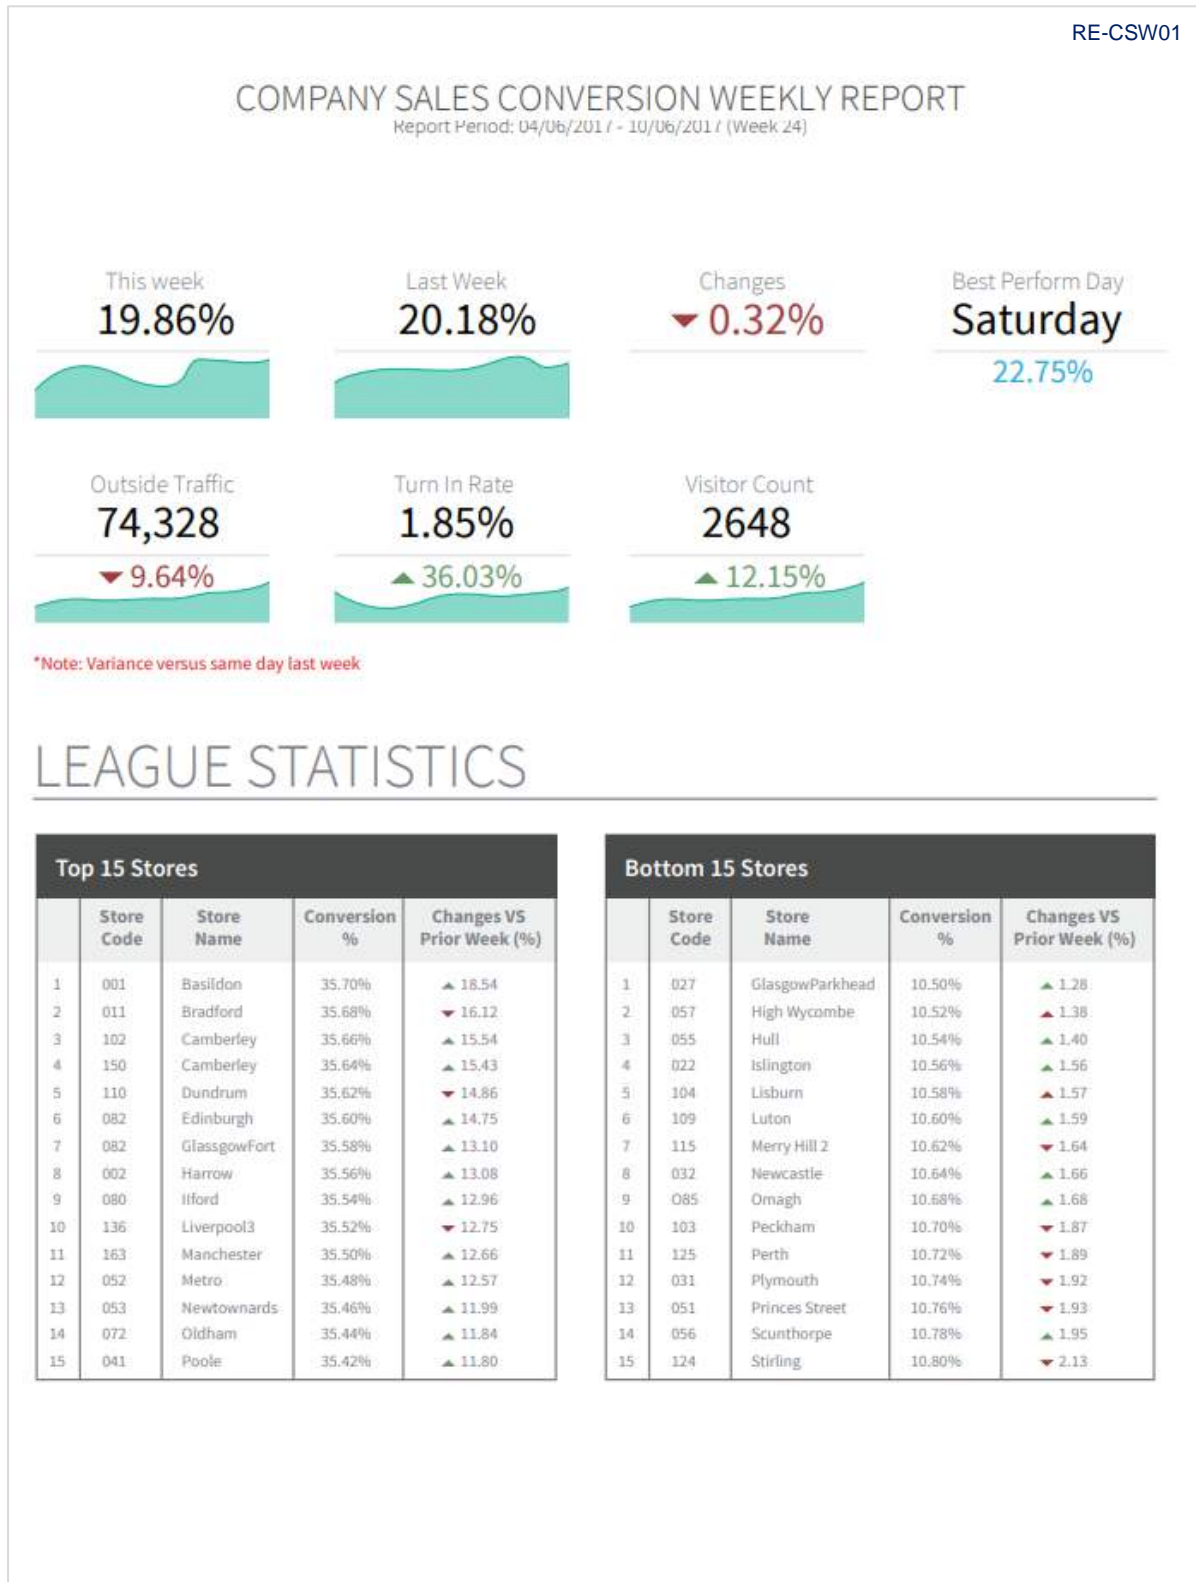 RE-CSW01
COMPANY SALES CONVERSION WEEKLY REPORT
Report Period: 04/06/2017 - 10/06/2017 (Week 24)
This week
19.86%
Last Week
20.18%
Changes
▼ 0.32%
Best Perform Day
Saturday
22.75%
Outside Traffic
74,328
▼ 9.64%
Turn In Rate
1.85%
▲ 36.03%
Visitor Count
2648
▲ 12.15%
*Note: Variance versus same day last week
LEAGUE STATISTICS
Top 15 Stores
Store Code Store Name Conversion % Changes VS Prior Week (%)
1 001 Basildon 35.70% ▲ 18.54
2 011 Bradford 35.68% ▼ 16.12
3 102 Camberley 35.66% ▲ 15.54
4 150 Camberley 35.64% ▲ 15.43
5 110 Dundrum 35.62% ▼ 14.86
6 082 Edinburgh 35.60% ▲ 14.75
7 082 GlassgowFort 35.58% ▲ 13.10
8 002 Harrow 35.56% ▲ 13.08
9 080 Ilford 35.54% ▲ 12.96
10 136 Liverpool3 35.52% ▼ 12.75
11 163 Manchester 35.50% ▲ 12.66
12 052 Metro 35.48% ▲ 12.57
13 053 Newtownards 35.46% ▲ 11.99
14 072 Oldham 35.44% ▲ 11.84
15 041 Poole 35.42% ▲ 11.80
Bottom 15 Stores
Store Code Store Name Conversion % Changes VS Prior Week (%)
1 027 GlasgowParkhead 10.50% ▲ 1.28
2 057 High Wycombe 10.52% ▲ 1.38
3 055 Hull 10.54% ▲ 1.40
4 022 Islington 10.56% ▲ 1.56
5 104 Lisburn 10.58% ▲ 1.57
6 109 Luton 10.60% ▲ 1.59
7 115 Merry Hill 2 10.62% ▼ 1.64
8 032 Newcastle 10.64% ▲ 1.66
9 O85 Omagh 10.68% ▲ 1.68
10 103 Peckham 10.70% ▼ 1.87
11 125 Perth 10.72% ▼ 1.89
12 031 Plymouth 10.74% ▼ 1.92
13 051 Princes Street 10.76% ▼ 1.93
14 056 Scunthorpe 10.78% ▲ 1.95
15 124 Stirling 10.80% ▼ 2.13